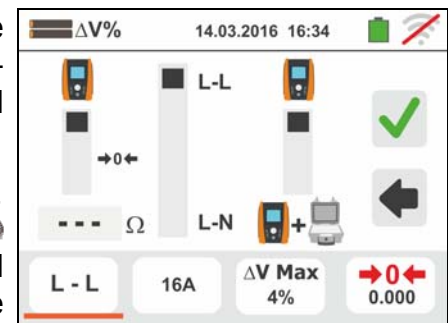 ΔV% 14.03.2016 16:34
L-L
→0←
--- Ω L-N +
L - L 16A ΔV Max 4% →0← 0.000